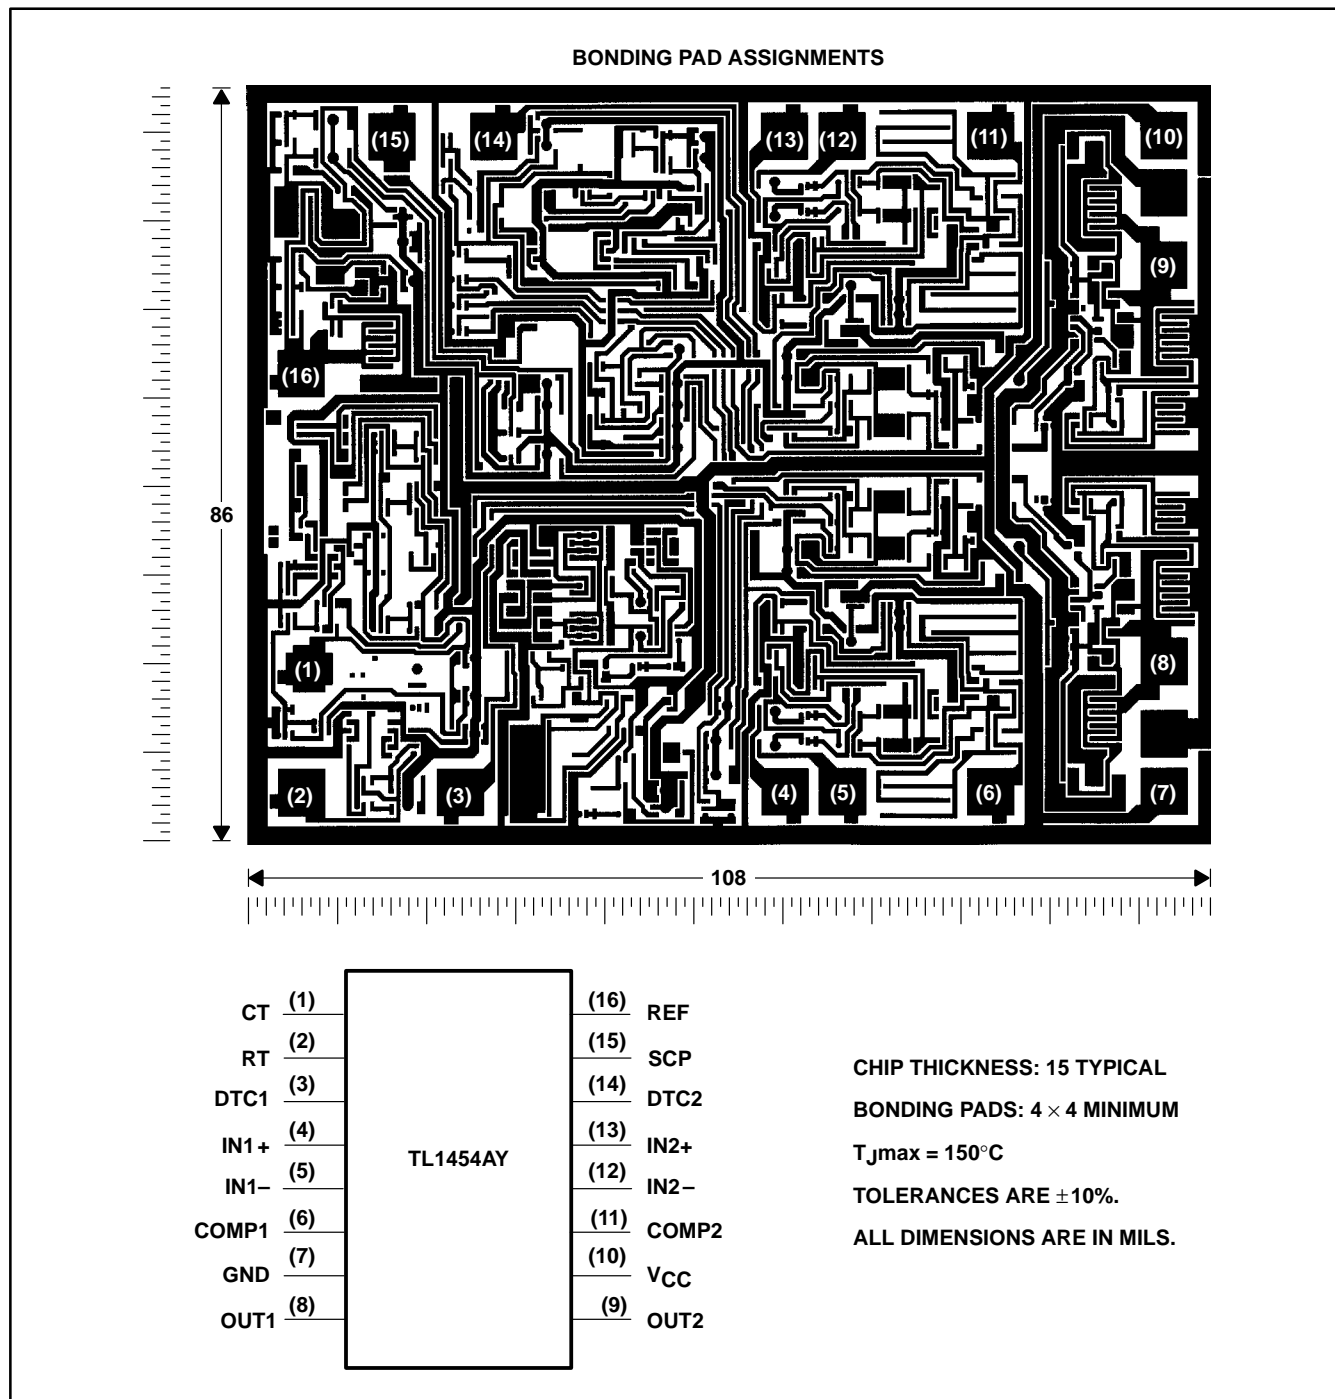 BONDING PAD ASSIGNMENTS
(15) (14) (13) (12) (11) (10)
(9)
(16)
86
(1) (8)
(2) (3) (4) (5) (6) (7)
108
CT (1) (16) REF
RT (2) (15) SCP
DTC1 (3) (14) DTC2
IN1+ (4) (13) IN2+
IN1− (5) (12) IN2−
COMP1 (6) (11) COMP2
GND (7) (10) VCC
OUT1 (8) (9) OUT2
TL1454AY
CHIP THICKNESS: 15 TYPICAL
BONDING PADS: 4 × 4 MINIMUM
TJmax = 150°C
TOLERANCES ARE ±10%.
ALL DIMENSIONS ARE IN MILS.